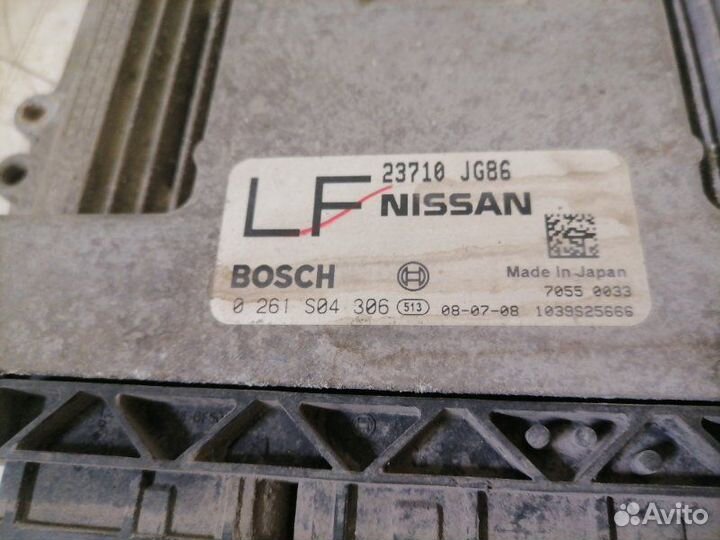 23710 JG86
LF NISSAN
BOSCH
Made in Japan
7055 0033
0 261 S04 306 513 08-07-08 1039S25666
Avito